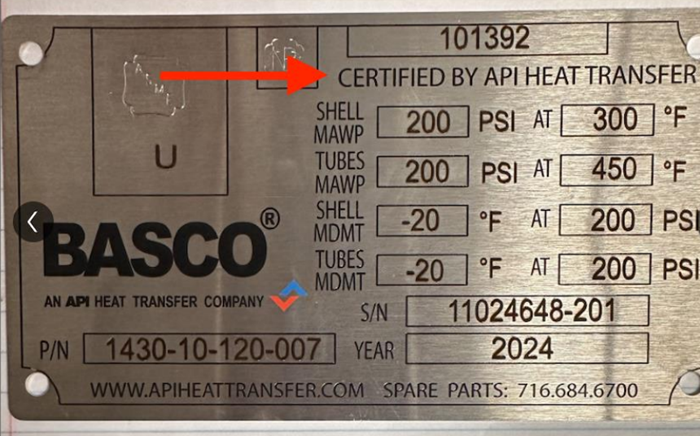 101392
CERTIFIED BY API HEAT TRANSFER
SHELL MAWP 200 PSI AT 300 °F
TUBES MAWP 200 PSI AT 450 °F
U
SHELL MDMT -20 °F AT 200 PSI
TUBES MDMT -20 °F AT 200 PSI
BASCO®
AN API HEAT TRANSFER COMPANY
S/N 11024648-201
P/N 1430-10-120-007 YEAR 2024
WWW.APIHEATTRANSFER.COM SPARE PARTS: 716.684.6700